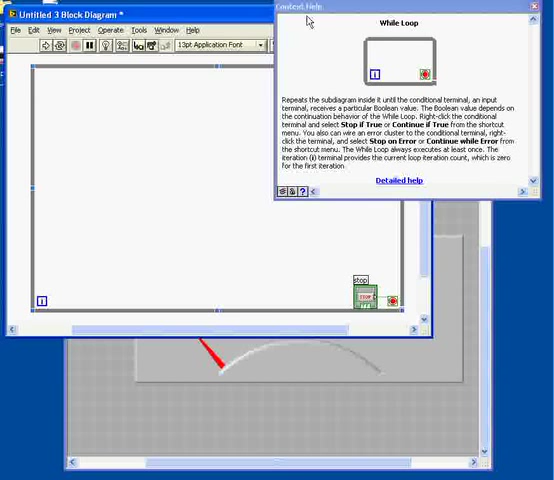 Untitled 3 Block Diagram *
File Edit View Project Operate Tools Window Help
13pt Application Font
Context Help
While Loop
i
Repeats the subdiagram inside it until the conditional terminal, an input
terminal, receives a particular Boolean value. The Boolean value depends on
the continuation behavior of the While Loop. Right-click the conditional
terminal and select Stop if True or Continue if True from the shortcut
menu. You also can wire an error cluster to the conditional terminal, right-
click the terminal, and select Stop on Error or Continue while Error from
the shortcut menu. The While Loop always executes at least once. The
iteration (i) terminal provides the current loop iteration count, which is zero
for the first iteration.
Detailed help
?
stop
STOP
i